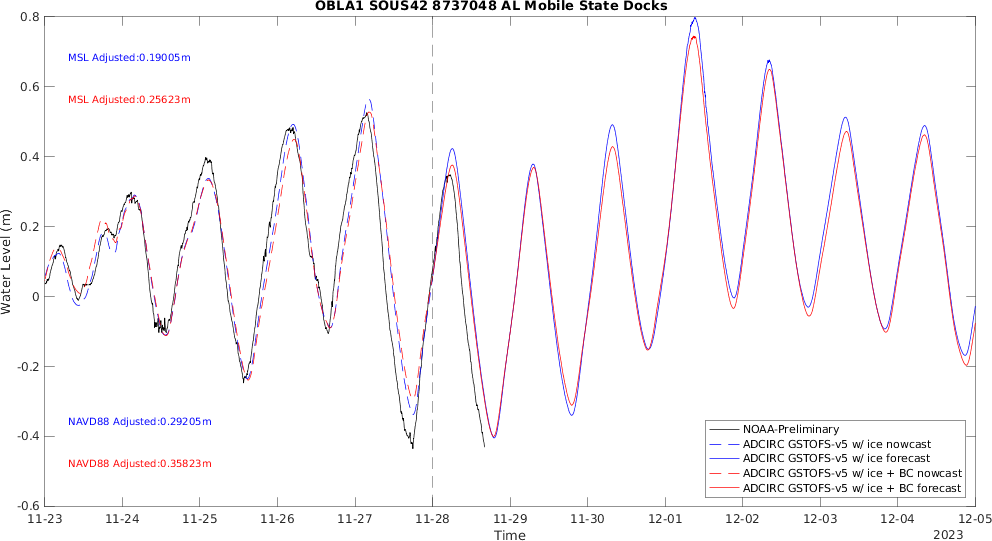 OBLA1 SOUS42 8737048 AL Mobile State Docks
MSL Adjusted:0.19005m
MSL Adjusted:0.25623m
NAVD88 Adjusted:0.29205m
NAVD88 Adjusted:0.35823m
Water Level (m)
0.8
0.6
0.4
0.2
0
-0.2
-0.4
-0.6
NOAA-Preliminary
ADCIRC GSTOFS-v5 w/ ice nowcast
ADCIRC GSTOFS-v5 w/ ice forecast
ADCIRC GSTOFS-v5 w/ ice + BC nowcast
ADCIRC GSTOFS-v5 w/ ice + BC forecast
11-23 11-24 11-25 11-26 11-27 11-28 11-29 11-30 12-01 12-02 12-03 12-04 12-05
Time
2023